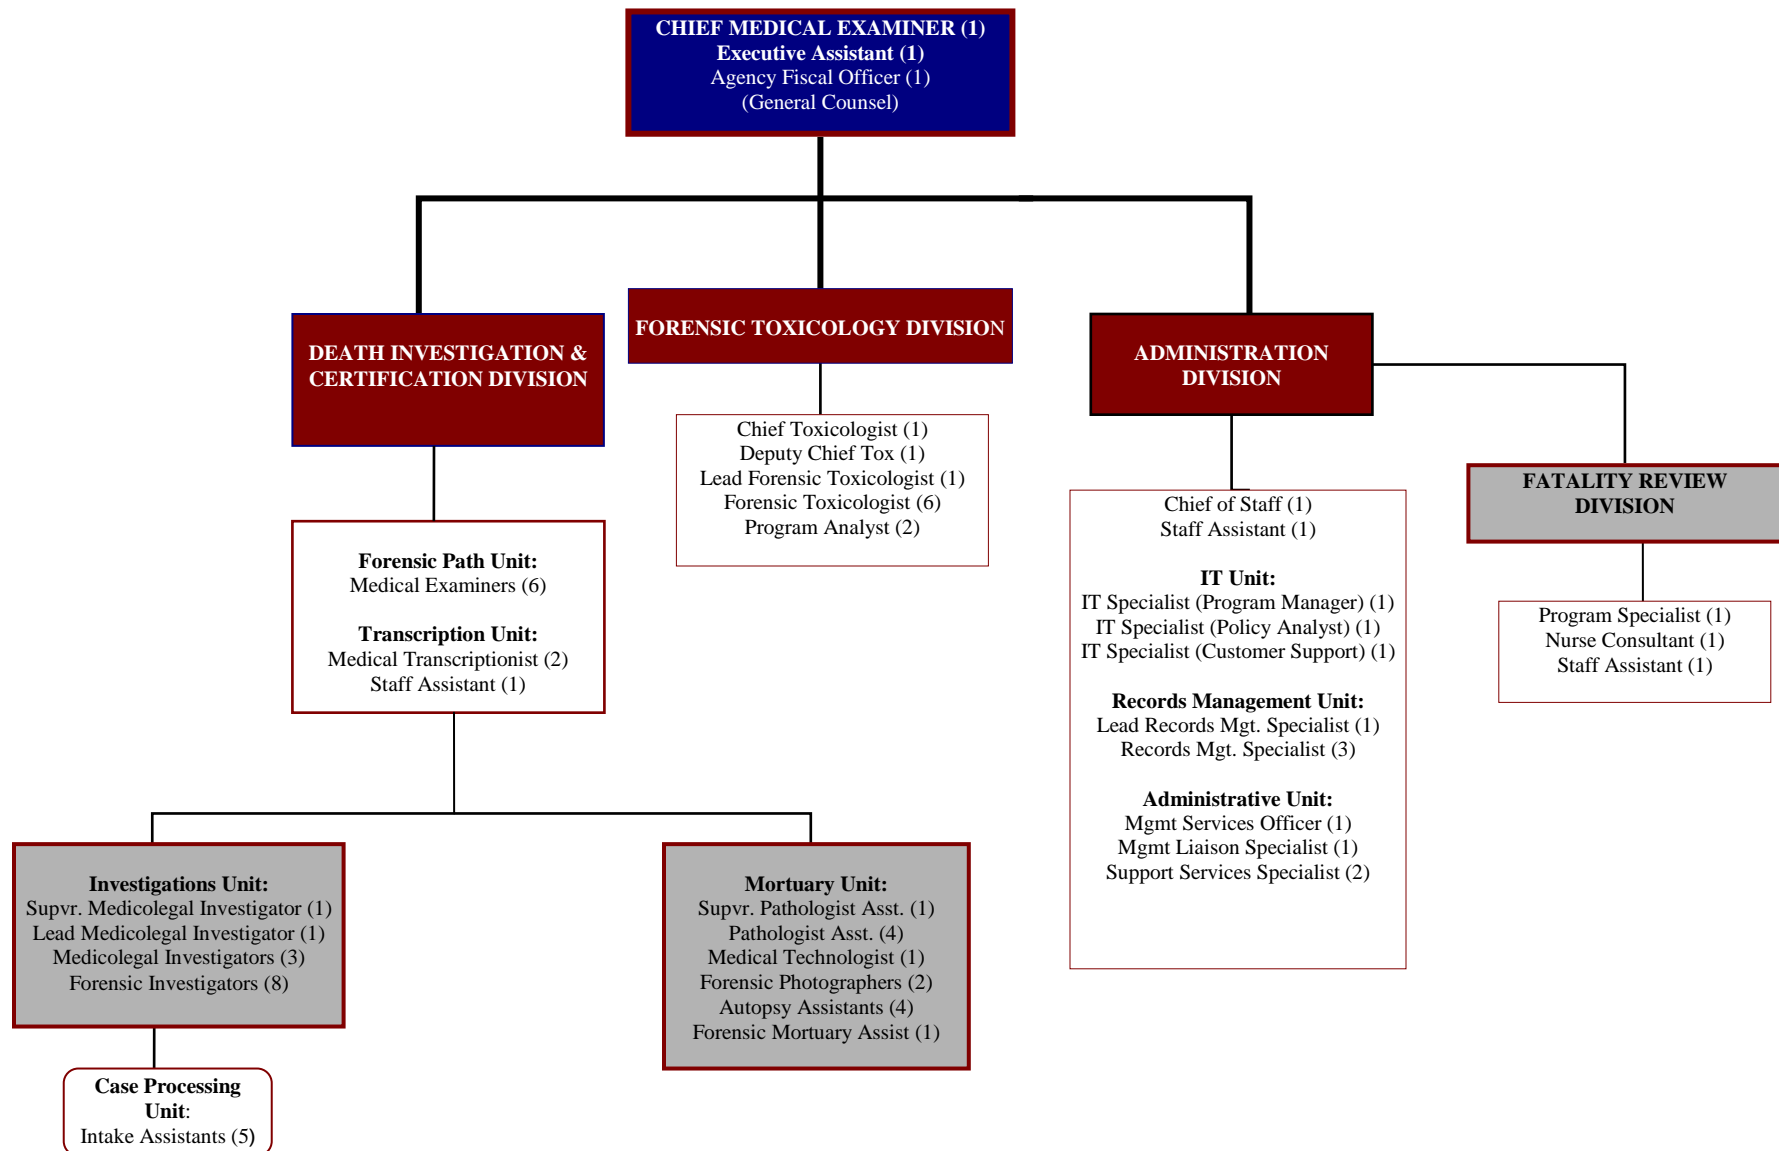 CHIEF MEDICAL EXAMINER (1)
Executive Assistant (1)
Agency Fiscal Officer (1)
(General Counsel)
DEATH INVESTIGATION &
CERTIFICATION DIVISION
FORENSIC TOXICOLOGY DIVISION
ADMINISTRATION
DIVISION
FATALITY REVIEW
DIVISION
Forensic Path Unit:
Medical Examiners (6)
Transcription Unit:
Medical Transcriptionist (2)
Staff Assistant (1)
Chief Toxicologist (1)
Deputy Chief Tox (1)
Lead Forensic Toxicologist (1)
Forensic Toxicologist (6)
Program Analyst (2)
Chief of Staff (1)
Staff Assistant (1)
IT Unit:
IT Specialist (Program Manager) (1)
IT Specialist (Policy Analyst) (1)
IT Specialist (Customer Support) (1)
Records Management Unit:
Lead Records Mgt. Specialist (1)
Records Mgt. Specialist (3)
Administrative Unit:
Mgmt Services Officer (1)
Mgmt Liaison Specialist (1)
Support Services Specialist (2)
Program Specialist (1)
Nurse Consultant (1)
Staff Assistant (1)
Investigations Unit:
Supvr. Medicolegal Investigator (1)
Lead Medicolegal Investigator (1)
Medicolegal Investigators (3)
Forensic Investigators (8)
Mortuary Unit:
Supvr. Pathologist Asst. (1)
Pathologist Asst. (4)
Medical Technologist (1)
Forensic Photographers (2)
Autopsy Assistants (4)
Forensic Mortuary Assist (1)
Case Processing
Unit:
Intake Assistants (5)